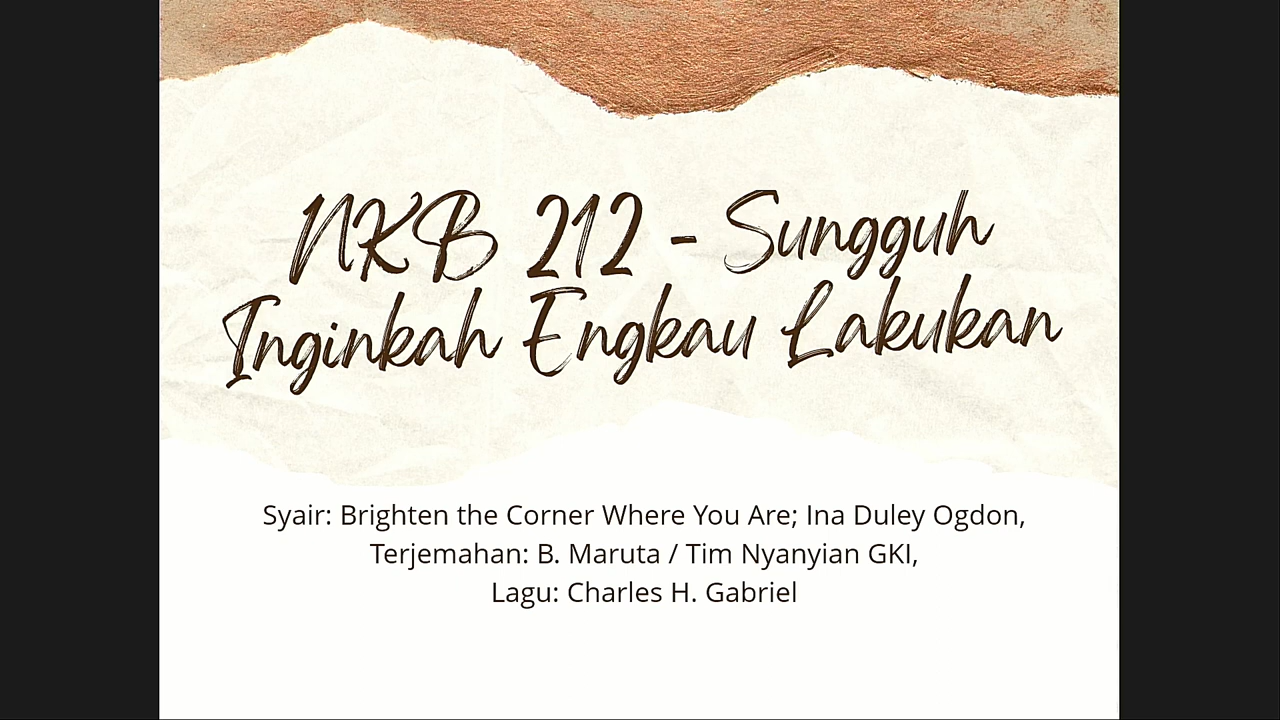 NKB 212 - Sungguh
Inginkah Engkau Lakukan
Syair: Brighten the Corner Where You Are; Ina Duley Ogdon,
Terjemahan: B. Maruta / Tim Nyanyian GKI,
Lagu: Charles H. Gabriel